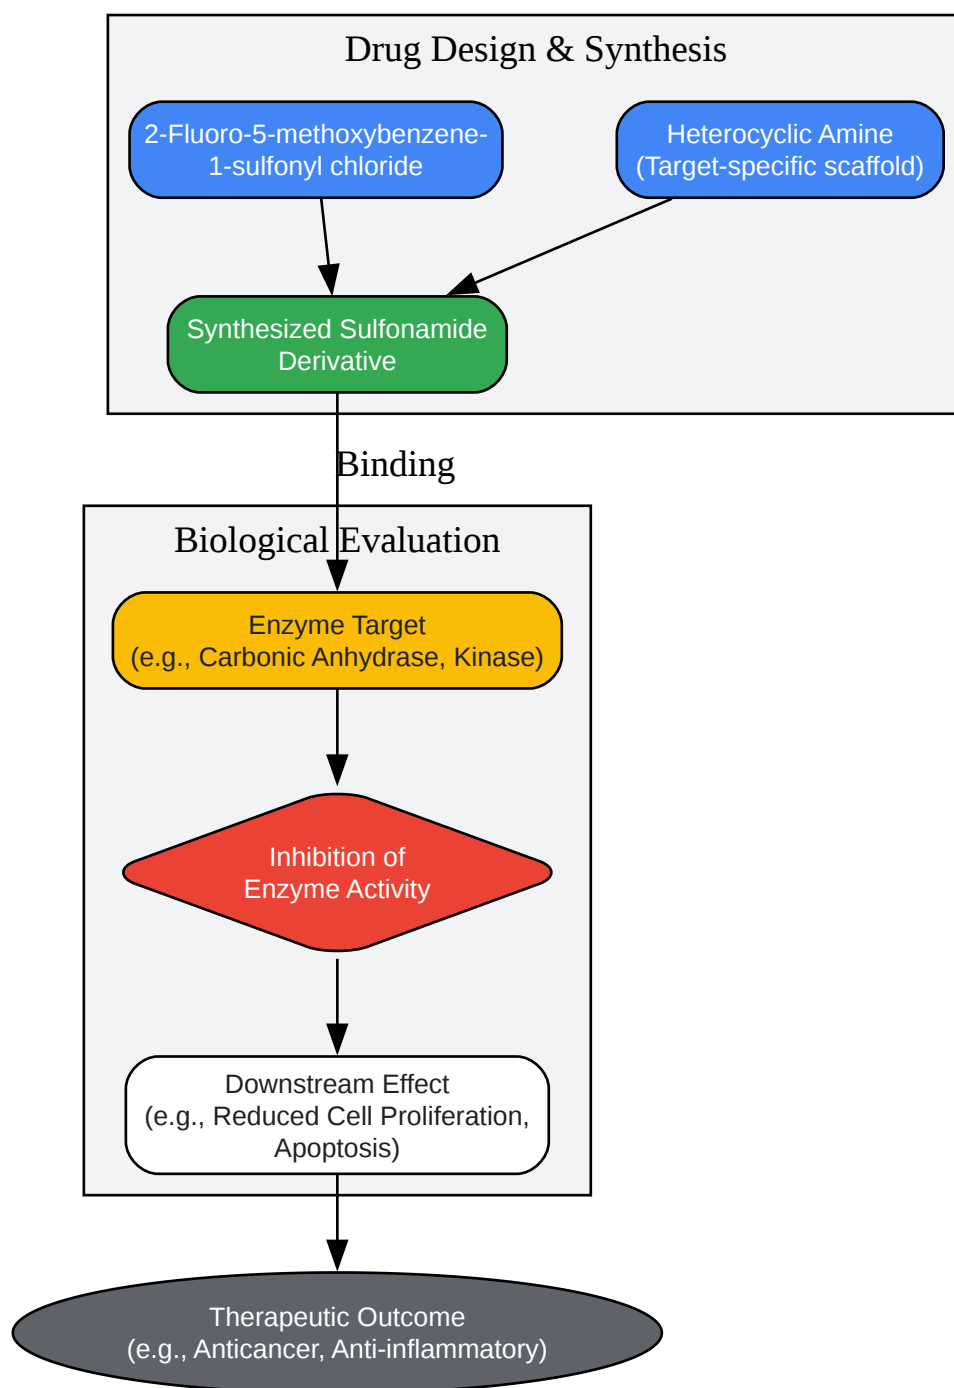 Drug Design & Synthesis
2-Fluoro-5-methoxybenzene-
1-sulfonyl chloride
Heterocyclic Amine
(Target-specific scaffold)
Synthesized Sulfonamide
Derivative
Binding
Biological Evaluation
Enzyme Target
(e.g., Carbonic Anhydrase, Kinase)
Inhibition of
Enzyme Activity
Downstream Effect
(e.g., Reduced Cell Proliferation,
Apoptosis)
Therapeutic Outcome
(e.g., Anticancer, Anti-inflammatory)